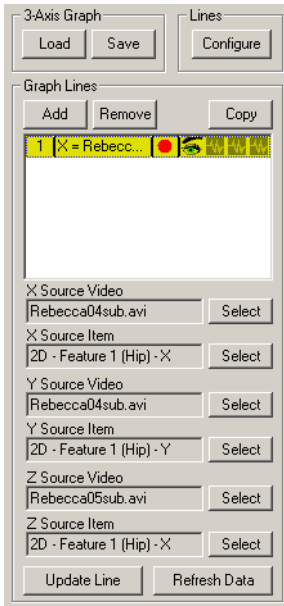 3-Axis Graph Lines
Load Save Configure
Graph Lines
Add Remove Copy
1 X = Rebecc...
X Source Video
Rebecca04sub.avi Select
X Source Item
2D - Feature 1 (Hip) - X Select
Y Source Video
Rebecca04sub.avi Select
Y Source Item
2D - Feature 1 (Hip) - Y Select
Z Source Video
Rebecca05sub.avi Select
Z Source Item
2D - Feature 1 (Hip) - X Select
Update Line Refresh Data